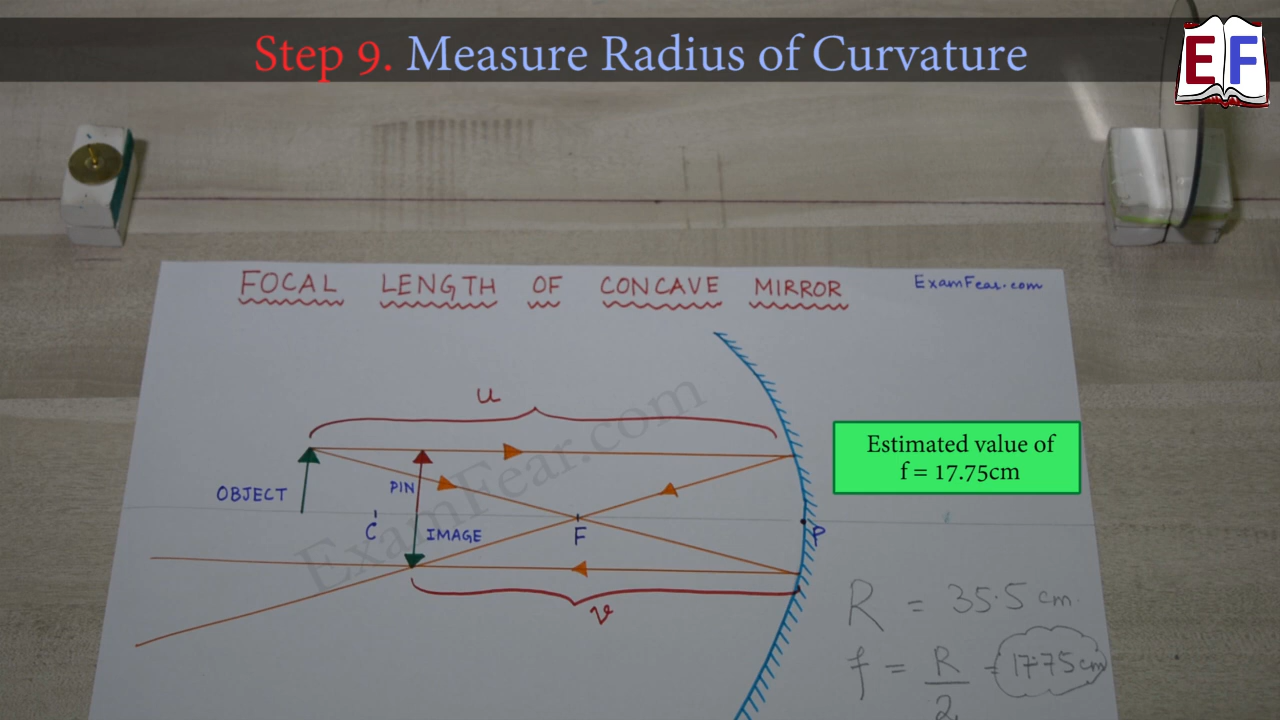 Step 9. Measure Radius of Curvature
EF
FOCAL LENGTH OF CONCAVE MIRROR
ExamFear.com
u
Estimated value of
f = 17.75cm
OBJECT
PIN
C
IMAGE
F
P
ExamFear.com
v
R = 35.5 cm
f = R/2 = 17.75 cm